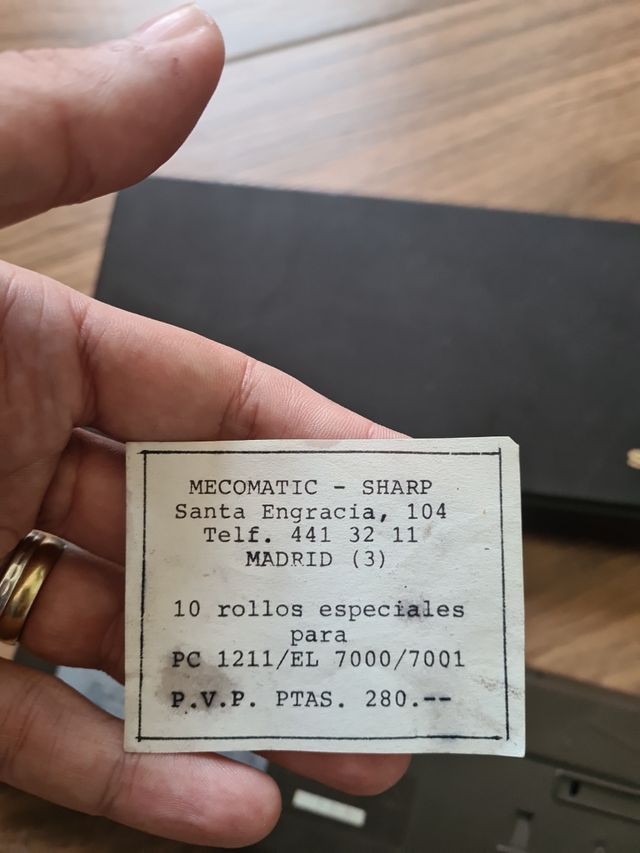 MECOMATIC - SHARP
Santa Engracia, 104
Telf. 441 32 11
MADRID (3)
10 rollos especiales
para
PC 1211/EL 7000/7001
P.V.P. PTAS. 280.--